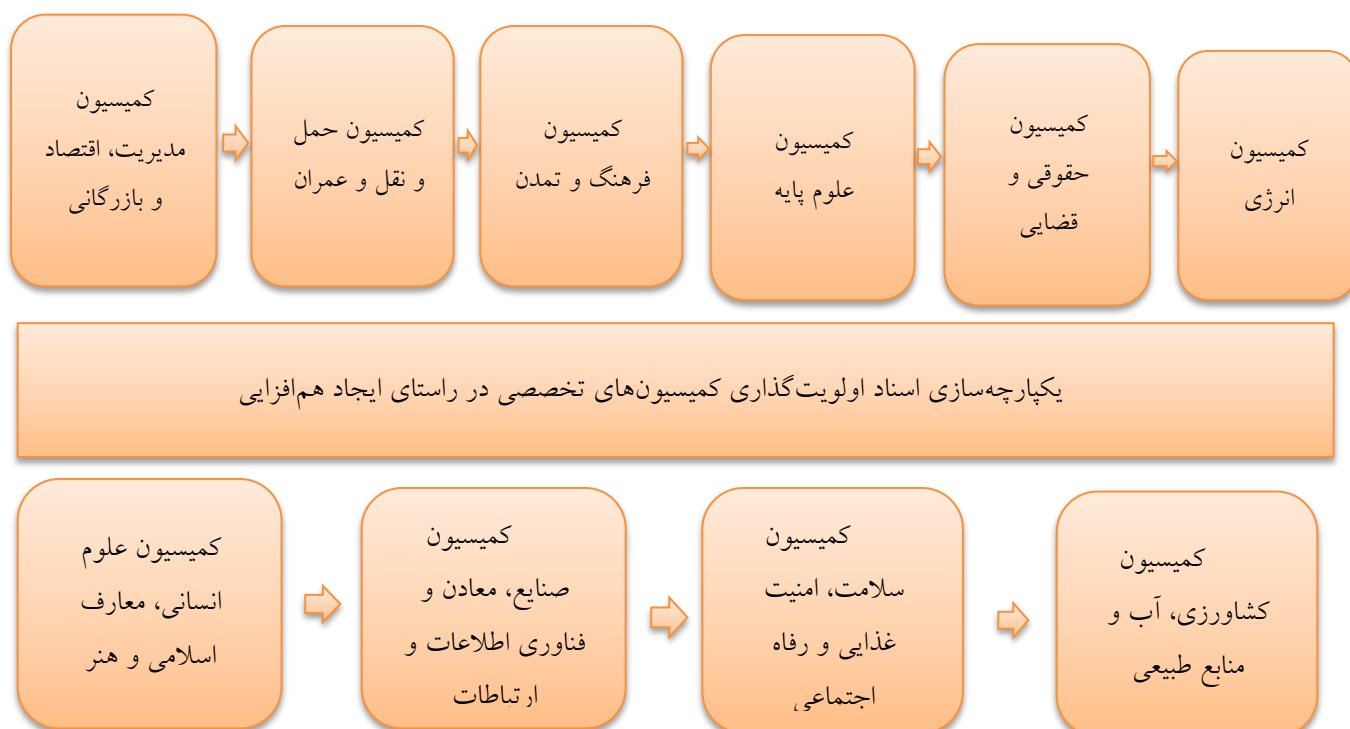 کمیسیون
مدیریت، اقتصاد
و بازرگانی
کمیسیون حمل
و نقل و عمران
کمیسیون
فرهنگ و تمدن
کمیسیون
علوم پایه
کمیسیون
حقوقی و
قضایی
کمیسیون
انرژی
یکپارچه‌سازی اسناد اولویت‌گذاری کمیسیون‌های تخصصی در راستای ایجاد هم‌افزایی
کمیسیون علوم
انسانی، معارف
اسلامی و هنر
کمیسیون
صنایع، معادن و
فناوری اطلاعات و
ارتباطات
کمیسیون
سلامت، امنیت
غذایی و رفاه
اجتماعی
کمیسیون
کشاورزی، آب و
منابع طبیعی